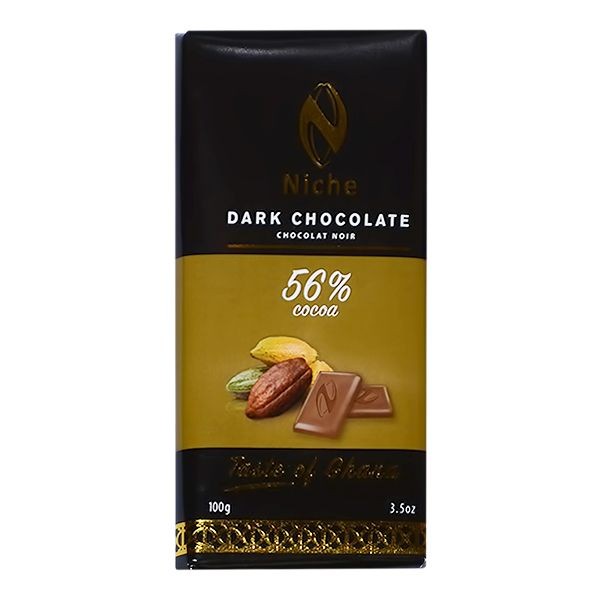 Niche
DARK CHOCOLATE
CHOCOLAT NOIR
56%
cocoa
Taste of Ghana
100g 3.5oz